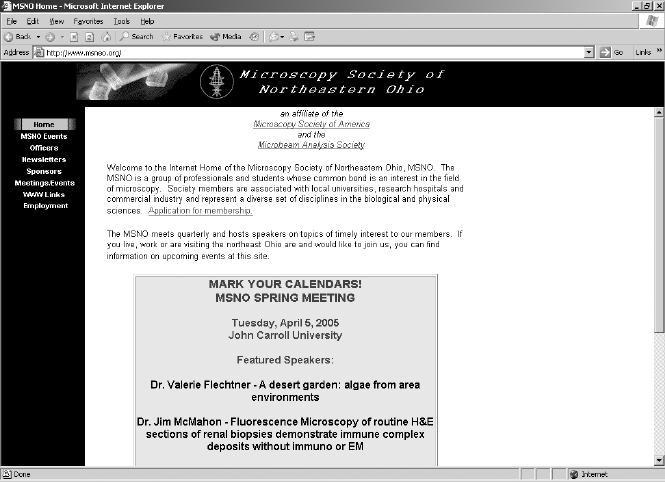 MSNO Home - Microsoft Internet Explorer
File Edit View Favorites Tools Help
Back Search Favorites Media
Address http://www.msneo.org/ Go Links »
Microscopy Society of
Northeastern Ohio
Home
MSNO Events
Officers
Newsletters
Sponsors
Meetings/Events
WWW Links
Employment
an affiliate of the
Microscopy Society of America
and the
Microbeam Analysis Society
Welcome to the Internet Home of the Microscopy Society of Northeastern Ohio, MSNO. The
MSNO is a group of professionals and students whose common bond is an interest in the field
of microscopy. Society members are associated with local universities, research hospitals and
commercial industry and represent a diverse set of disciplines in the biological and physical
sciences. Application for membership.
The MSNO meets quarterly and hosts speakers on topics of timely interest to our members. If
you live, work or are visiting the northeast Ohio are and would like to join us, you can find
information on upcoming events at this site.
MARK YOUR CALENDARS!
MSNO SPRING MEETING
Tuesday, April 5, 2005
John Carroll University
Featured Speakers:
Dr. Valerie Flechtner - A desert garden: algae from area
environments
Dr. Jim McMahon - Fluorescence Microscopy of routine H&E
sections of renal biopsies demonstrate immune complex
deposits without immuno or EM
Done Internet